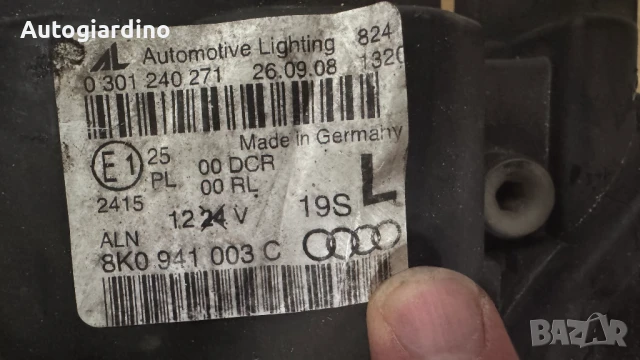 Autogiardino
AL Automotive Lighting 824
0 301 240 271 26.09.08 1320
Made in Germany
E1 25 00 DCR
PL 00 RL
2415 12 24 V 19S L
ALN
8K0 941 003 C
BAZAR